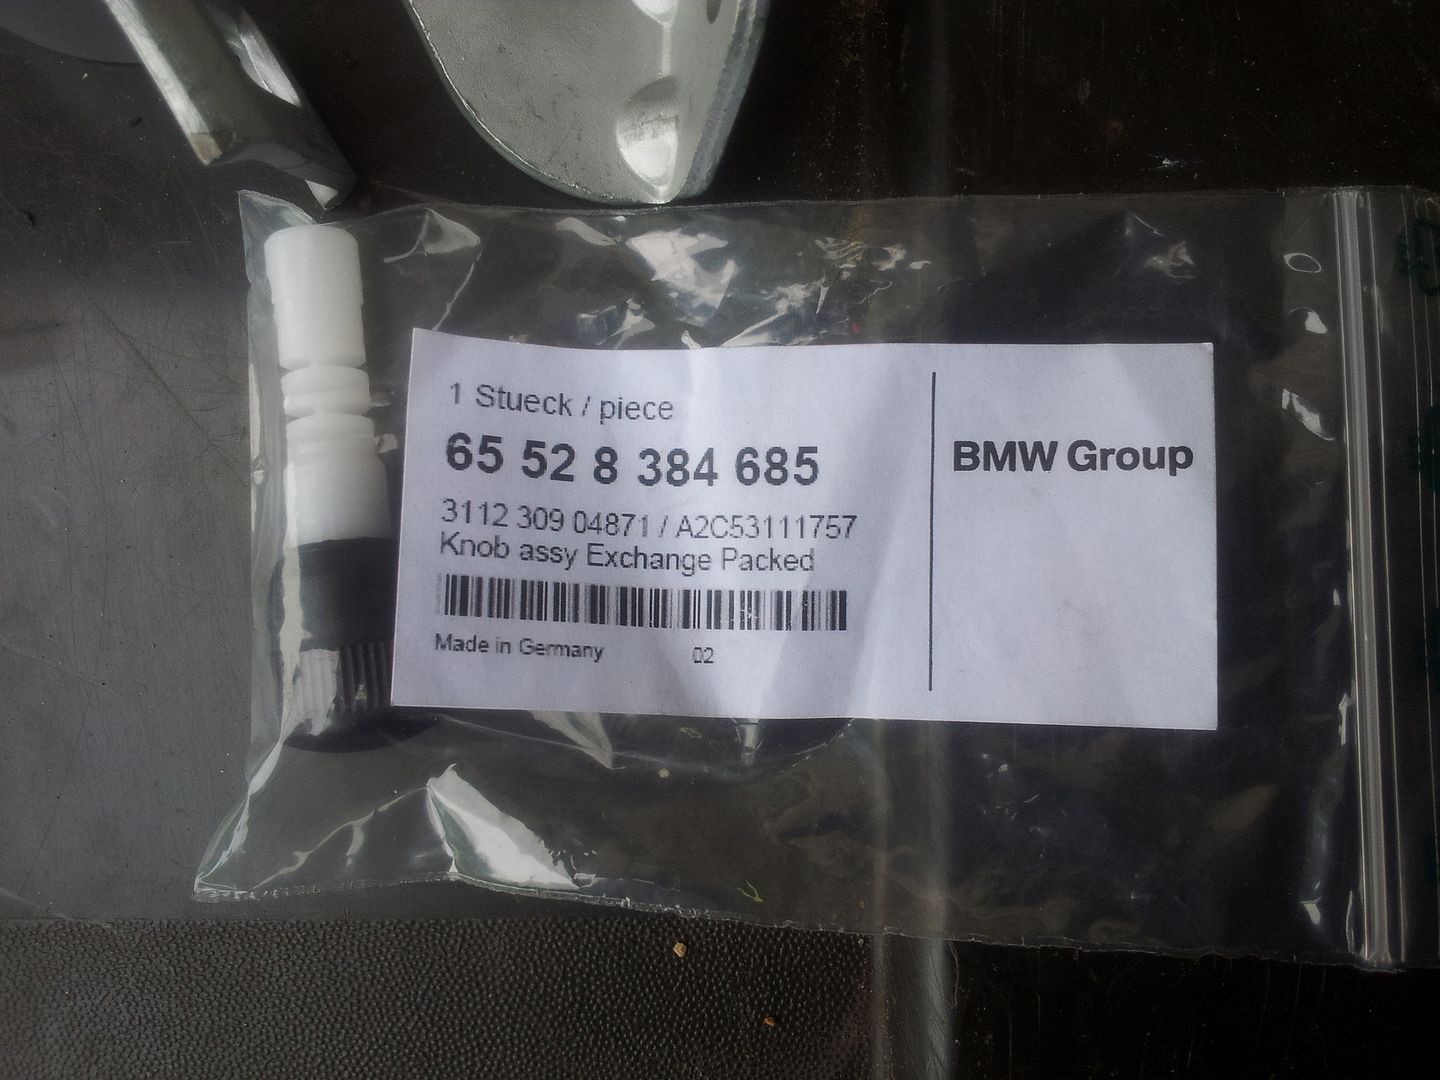 1 Stueck / piece
65 52 8 384 685
3112 309 04871 / A2C53111757
Knob assy Exchange Packed
Made in Germany 02
BMW Group